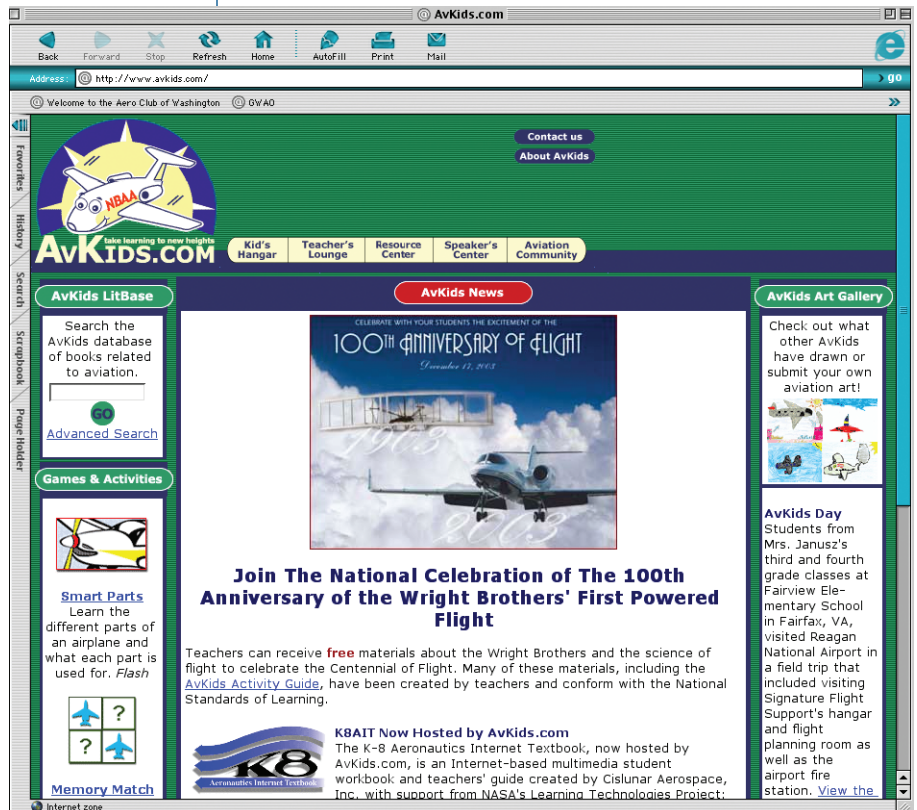 @ AvKids.com
Back
Forward
Stop
Refresh
Home
AutoFill
Print
Mail
Address: @ http://www.avkids.com/
go
@ Welcome to the Aero Club of Washington @ GWAO
Favorites
History
Search
Scrapbook
Page Holder
Contact us
About AvKids
NBAA
take learning to new heights
AVKIDS.COM
Kid's
Hangar
Teacher's
Lounge
Resource
Center
Speaker's
Center
Aviation
Community
AvKids LitBase
Search the
AvKids database
of books related
to aviation.
GO
Advanced Search
Games & Activities
Smart Parts
Learn the
different parts of
an airplane and
what each part is
used for. Flash
?
?
Memory Match
AvKids News
CELEBRATE WITH YOUR STUDENTS THE EXCITEMENT OF THE
100TH ANNIVERSARY OF FLIGHT
December 17, 2003
1903
2003
Join The National Celebration of The 100th
Anniversary of the Wright Brothers' First Powered
Flight
Teachers can receive free materials about the Wright Brothers and the science of
flight to celebrate the Centennial of Flight. Many of these materials, including the
AvKids Activity Guide, have been created by teachers and conform with the National
Standards of Learning.
K8
Aeronautics Internet Textbook
K8AIT Now Hosted by AvKids.com
The K-8 Aeronautics Internet Textbook, now hosted by
AvKids.com, is an Internet-based multimedia student
workbook and teachers' guide created by Cislunar Aerospace,
Inc. with support from NASA's Learning Technologies Project;
AvKids Art Gallery
Check out what
other AvKids
have drawn or
submit your own
aviation art!
AvKids Day
Students from
Mrs. Janusz's
third and fourth
grade classes at
Fairview Ele-
mentary School
in Fairfax, VA,
visited Reagan
National Airport in
a field trip that
included visiting
Signature Flight
Support's hangar
and flight
planning room as
well as the
airport fire
station. View the
Internet zone